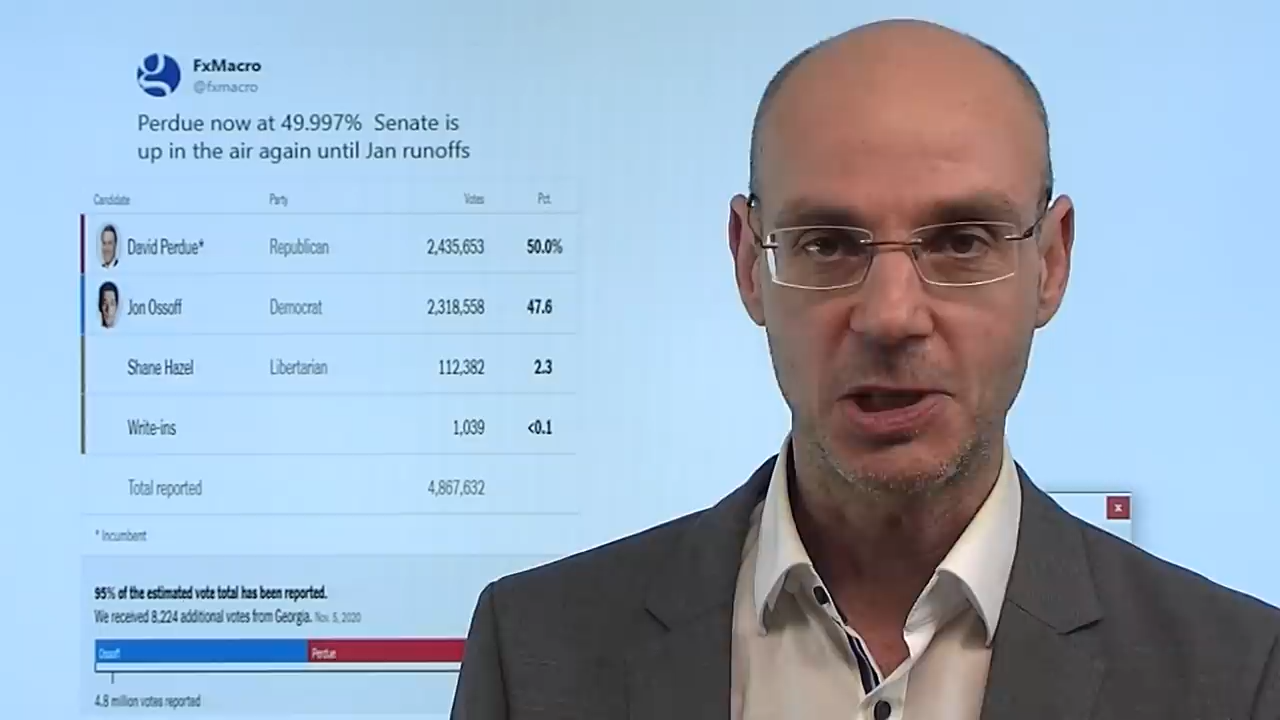 FxMacro
@fxmacro
Perdue now at 49.997% Senate is
up in the air again until Jan runoffs
Candidate Party Votes Pct.
David Perdue* Republican 2,435,653 50.0%
Jon Ossoff Democrat 2,318,558 47.6
Shane Hazel Libertarian 112,382 2.3
Write-ins 1,039 <0.1
Total reported 4,867,632
* Incumbent
95% of the estimated vote total has been reported.
We received 8,224 additional votes from Georgia. Nov. 5, 2020
Ossoff Perdue
4.8 million votes reported
x